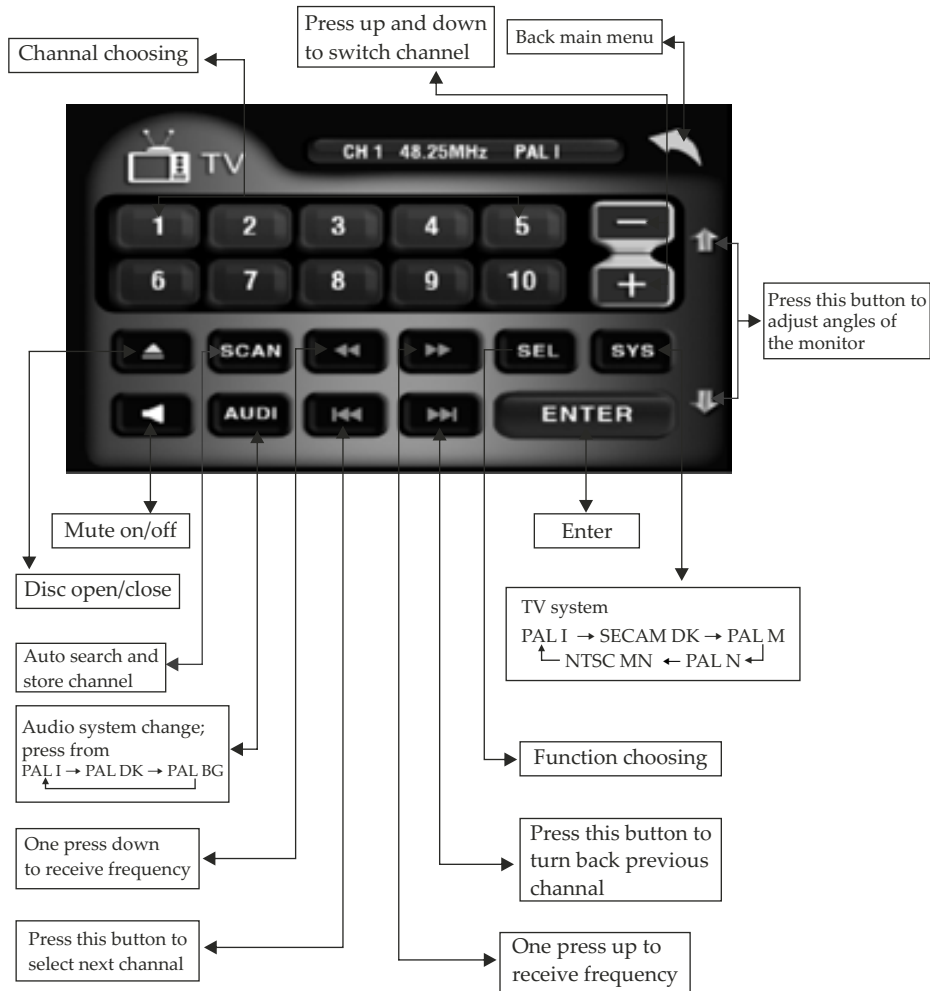 Press up and down
to switch channel
Back main menu
Channal choosing
TV
CH 1 48.25MHz PAL I
1 2 3 4 5 −
6 7 8 9 10 +
Press this button to
adjust angles of
the monitor
SCAN SEL SYS
AUDI ENTER
Mute on/off
Enter
Disc open/close
TV system
PAL I → SECAM DK → PAL M
NTSC MN ← PAL N
Auto search and
store channel
Audio system change;
press from
PAL I → PAL DK → PAL BG
Function choosing
One press down
to receive frequency
Press this button to
turn back previous
channel
Press this button to
select next channel
One press up to
receive frequency